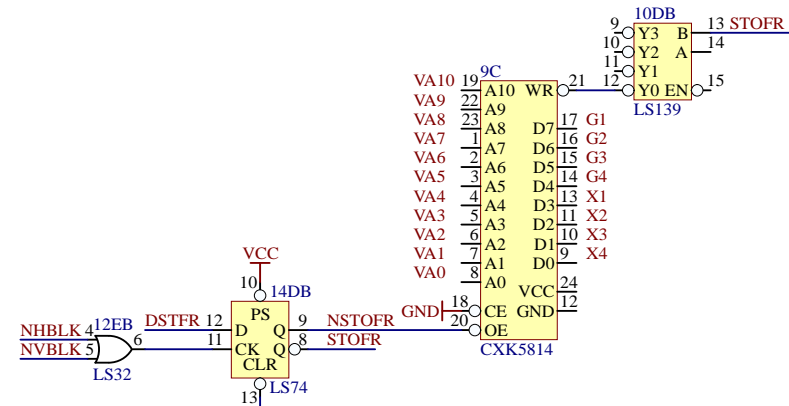 10DB
9 Y3 B 13 STOFR
10 Y2 A 14
11 Y1
12 Y0 EN 15
LS139
9C
VA10 19 A10 WR 21
VA9 22 A9
VA8 23 A8 D7 17 G1
VA7 1 A7 D6 16 G2
VA6 2 A6 D5 15 G3
VA5 3 A5 D4 14 G4
VA4 4 A4 D3 13 X1
VA3 5 A3 D2 11 X2
VA2 6 A2 D1 10 X3
VA1 7 A1 D0 9 X4
VA0 8 A0
VCC 24
GND 18 CE GND 12
20 OE
CXK5814
VCC
10 14DB
PS
DSTFR 12 D Q 9 NSTOFR
11 CK Q 8 STOFR
CLR
13 LS74
12EB
NHBLK 4
NVBLK 5 6
LS32